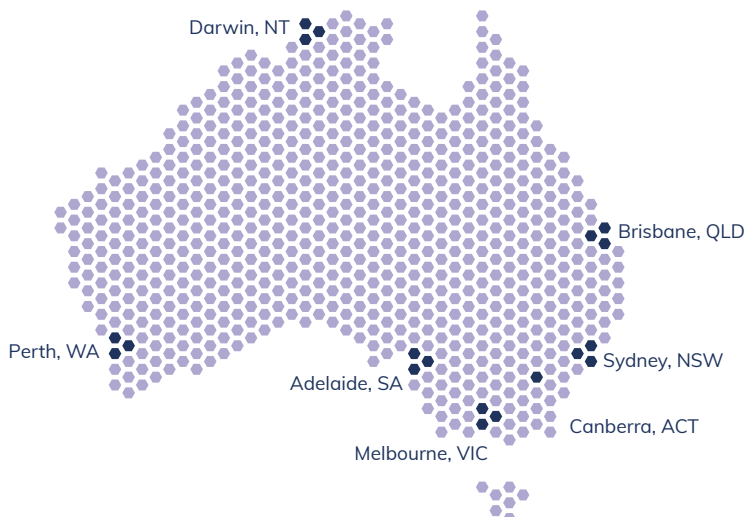 Darwin, NT
Brisbane, QLD
Perth, WA
Sydney, NSW
Adelaide, SA
Canberra, ACT
Melbourne, VIC